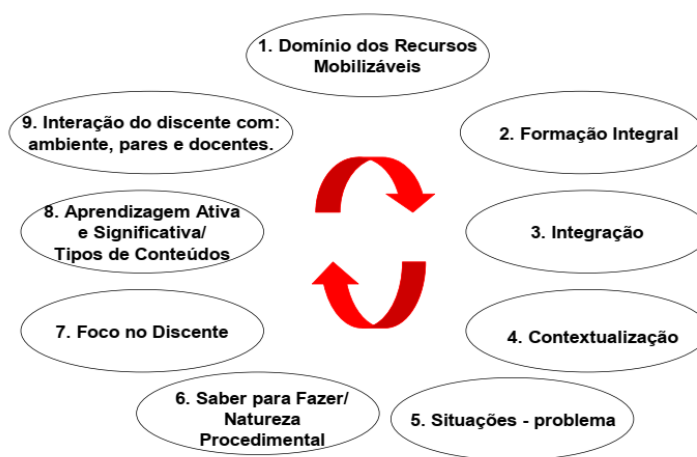 1. Domínio dos Recursos
Mobilizáveis
2. Formação Integral
3. Integração
4. Contextualização
5. Situações - problema
6. Saber para Fazer/
Natureza
Procedimental
7. Foco no Discente
8. Aprendizagem Ativa
e Significativa/
Tipos de Conteúdos
9. Interação do discente com:
ambiente, pares e docentes.